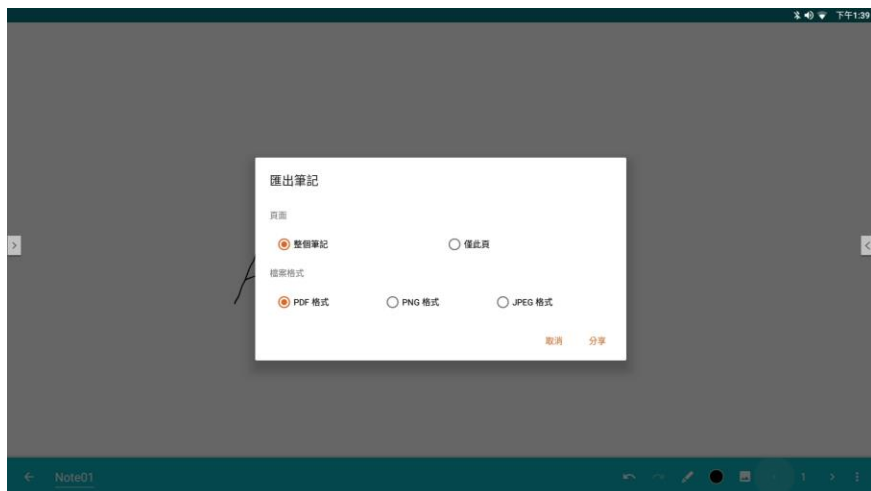 下午1:39
匯出筆記
頁面
整個筆記 僅此頁
檔案格式
PDF 格式 PNG 格式 JPEG 格式
取消 分享
Note01 1